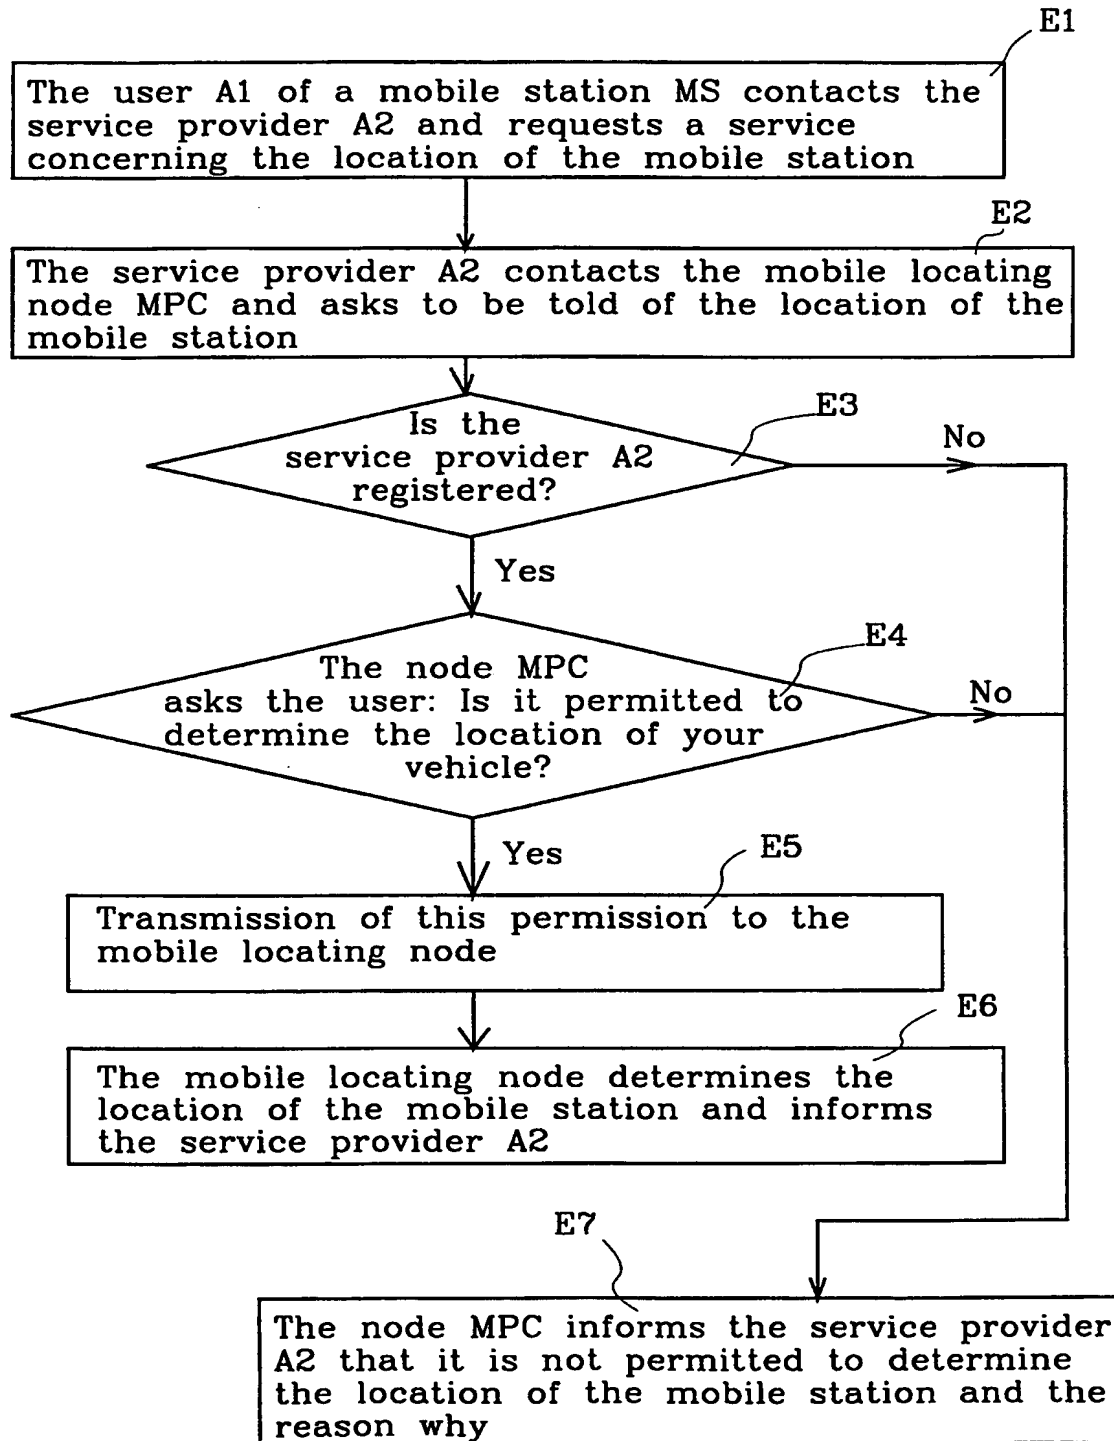 E1
The user A1 of a mobile station MS contacts the
service provider A2 and requests a service
concerning the location of the mobile station
E2
The service provider A2 contacts the mobile locating
node MPC and asks to be told of the location of the
mobile station
E3
Is the
service provider A2
registered?
No
Yes
E4
The node MPC
asks the user: Is it permitted to
determine the location of your
vehicle?
No
Yes
E5
Transmission of this permission to the
mobile locating node
E6
The mobile locating node determines the
location of the mobile station and informs
the service provider A2
E7
The node MPC informs the service provider
A2 that it is not permitted to determine
the location of the mobile station and the
reason why